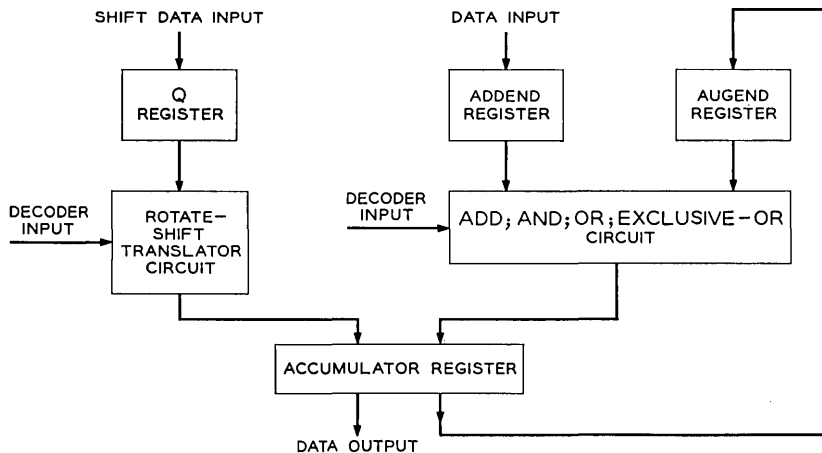 SHIFT DATA INPUT
DATA INPUT
Q
REGISTER
ADDEND
REGISTER
AUGEND
REGISTER
DECODER
INPUT
ROTATE-
SHIFT
TRANSLATOR
CIRCUIT
DECODER
INPUT
ADD; AND; OR; EXCLUSIVE-OR
CIRCUIT
ACCUMULATOR REGISTER
DATA OUTPUT